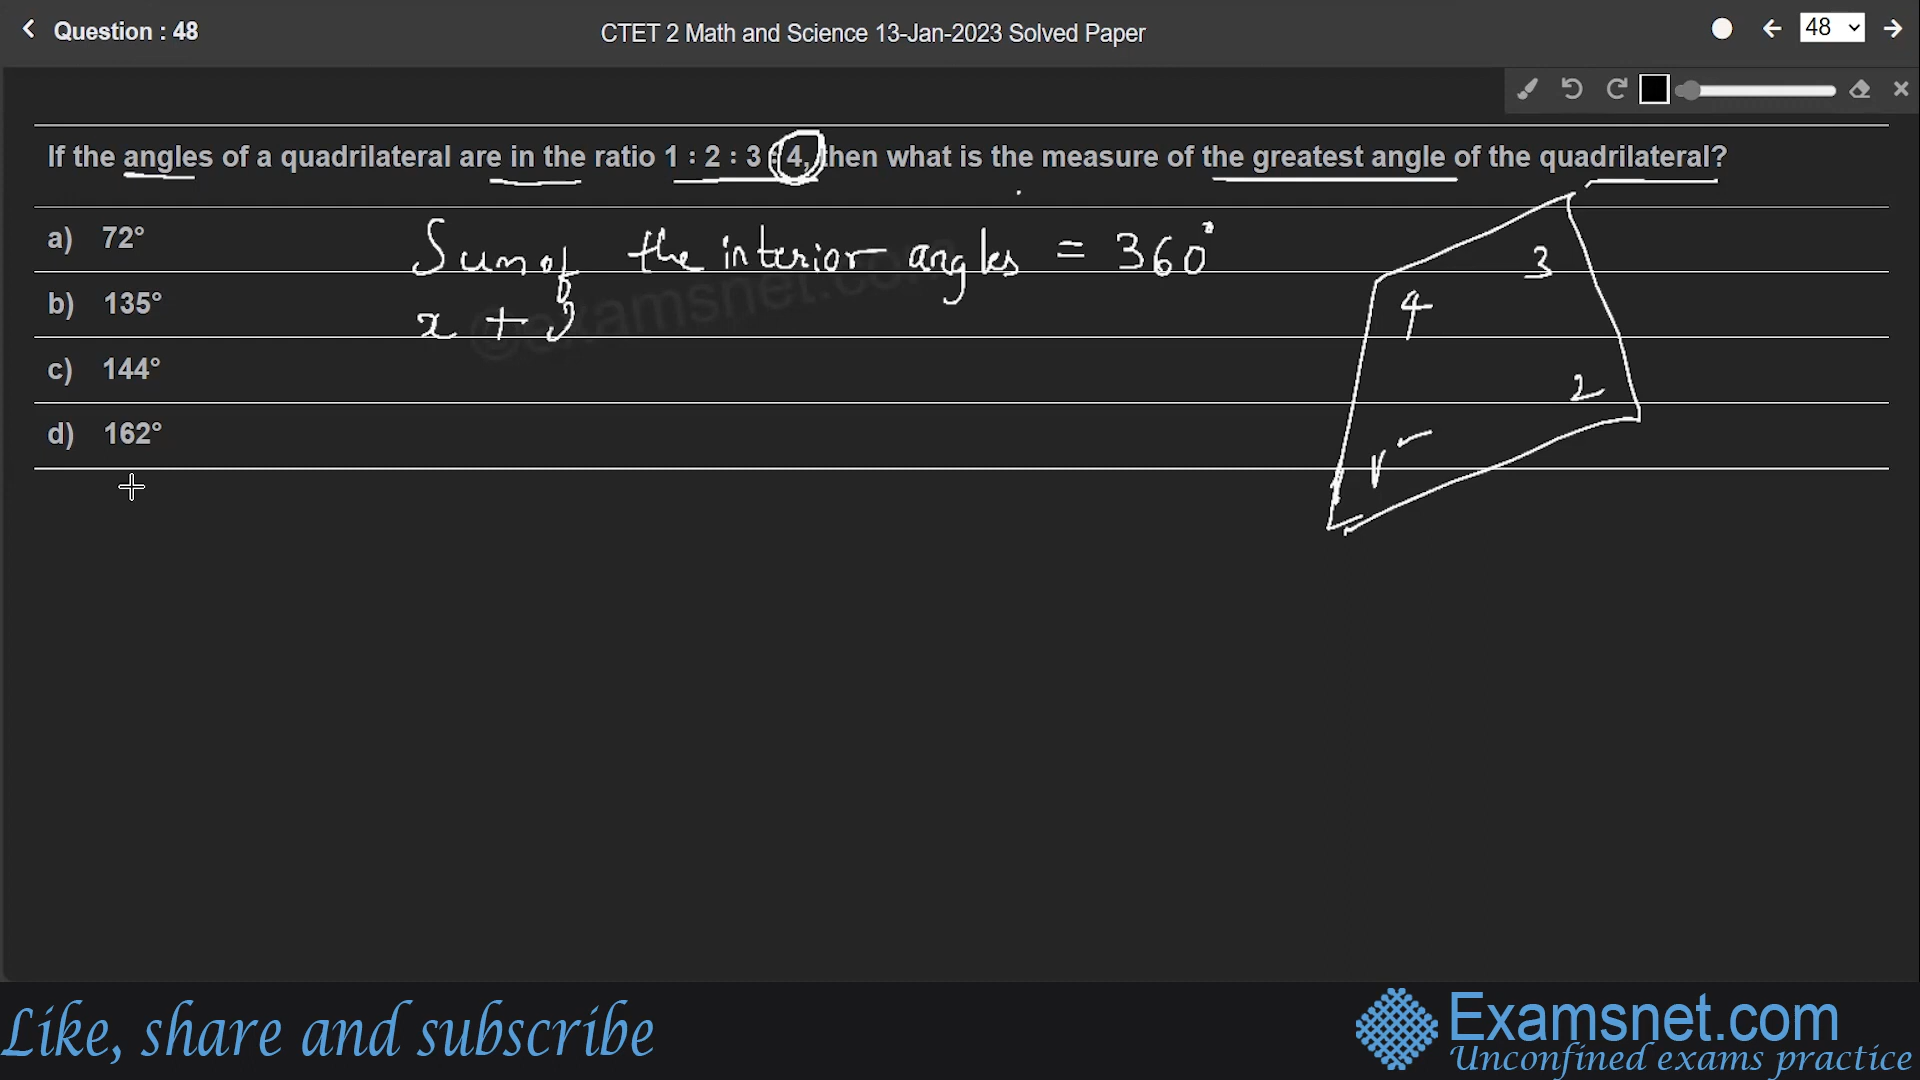 Question : 48
CTET 2 Math and Science 13-Jan-2023 Solved Paper
48
If the angles of a quadrilateral are in the ratio 1 : 2 : 3 : 4, then what is the measure of the greatest angle of the quadrilateral?
a) 72°
b) 135°
c) 144°
d) 162°
Sum of the interior angles = 360°
x +
3
4
2
©examsnet.com
Like, share and subscribe
Examsnet.com
Unconfined exams practice